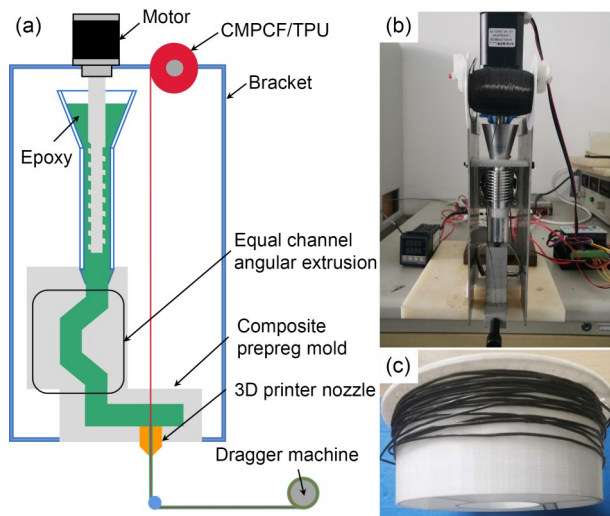 (a)
Motor
CMPCF/TPU
Bracket
Epoxy
Equal channel
angular extrusion
Composite
prepreg mold
3D printer nozzle
Dragger machine
(b)
(c)